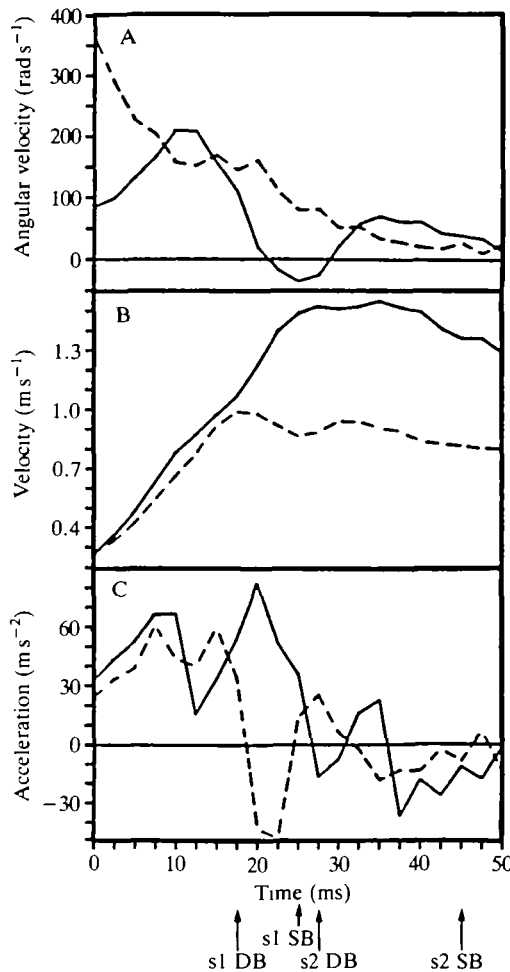 400
A
300
200
100
0
Angular velocity (rad s⁻¹)
B
1.3
1.0
0.7
0.4
Velocity (m s⁻¹)
C
60
30
0
−30
Acceleration (m s⁻²)
0 10 20 30 40 50
Time (ms)
s1 SB
s1 DB s2 DB s2 SB